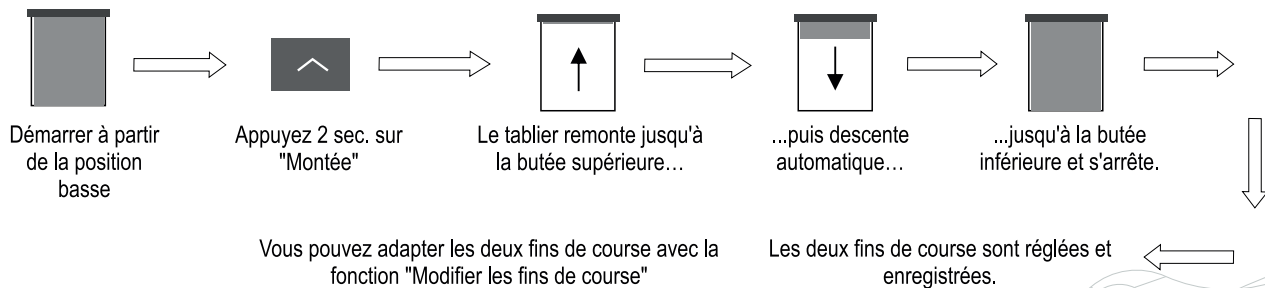 Démarrer à partir
de la position
basse
Appuyez 2 sec. sur
"Montée"
Le tablier remonte jusqu'à
la butée supérieure…
...puis descente
automatique…
...jusqu'à la butée
inférieure et s'arrête.
Les deux fins de course sont réglées et
enregistrées.
Vous pouvez adapter les deux fins de course avec la
fonction "Modifier les fins de course"